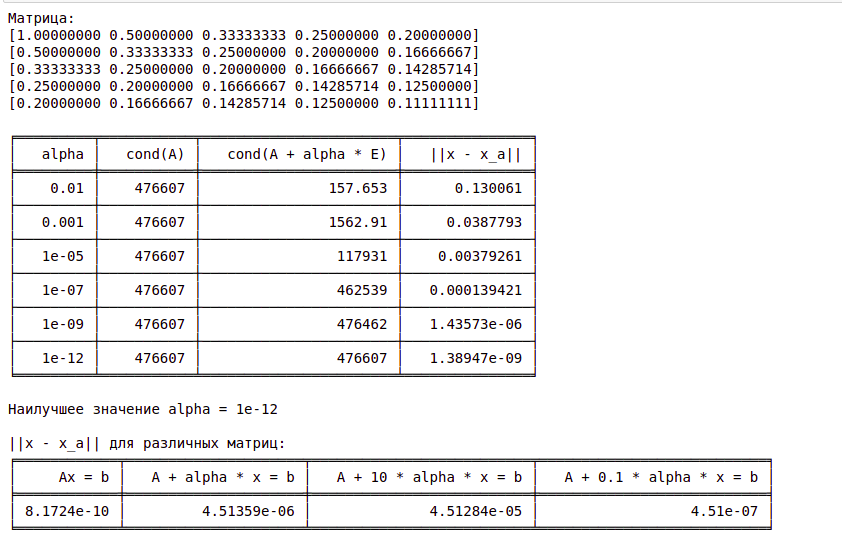 Матрица:
[1.00000000 0.50000000 0.33333333 0.25000000 0.20000000]
[0.50000000 0.33333333 0.25000000 0.20000000 0.16666667]
[0.33333333 0.25000000 0.20000000 0.16666667 0.14285714]
[0.25000000 0.20000000 0.16666667 0.14285714 0.12500000]
[0.20000000 0.16666667 0.14285714 0.12500000 0.11111111]
alpha cond(A) cond(A + alpha * E) ||x - x_a||
0.01 476607 157.653 0.130061
0.001 476607 1562.91 0.0387793
1e-05 476607 117931 0.00379261
1e-07 476607 462539 0.000139421
1e-09 476607 476462 1.43573e-06
1e-12 476607 476607 1.38947e-09
Наилучшее значение alpha = 1e-12
||x - x_a|| для различных матриц:
Ax = b A + alpha * x = b A + 10 * alpha * x = b A + 0.1 * alpha * x = b
8.1724e-10 4.51359e-06 4.51284e-05 4.51e-07